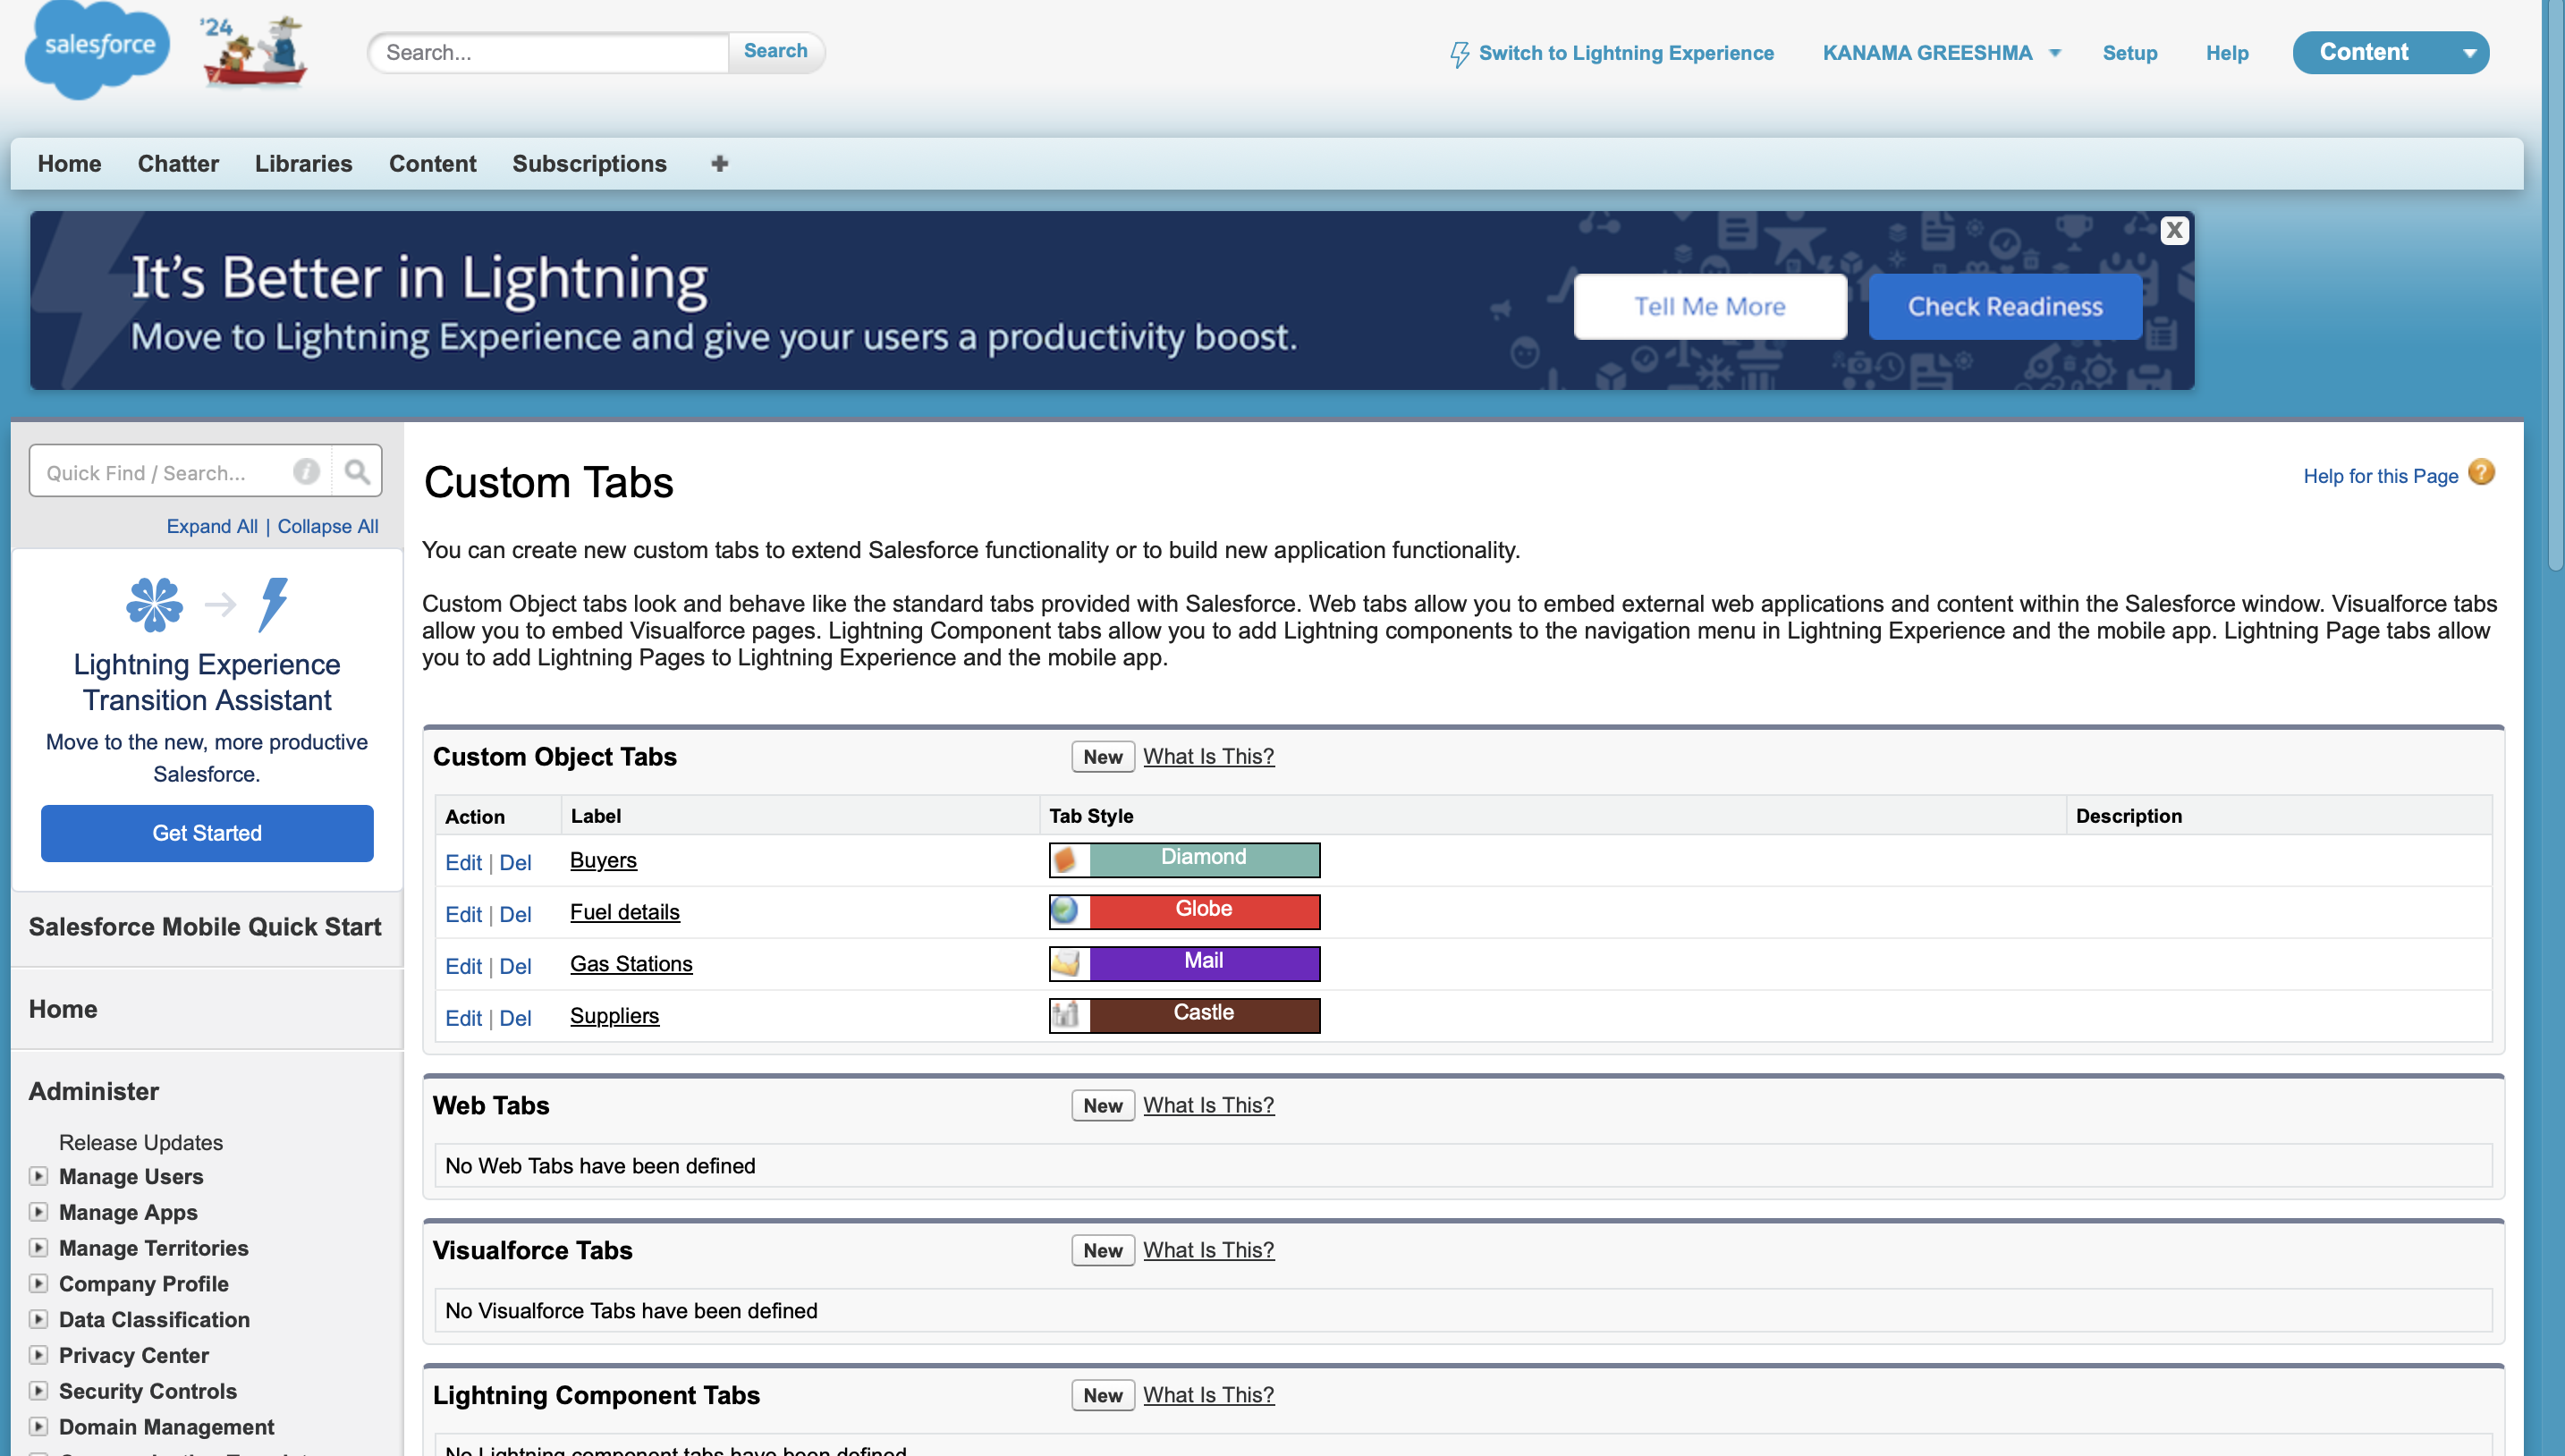 salesforce
'24
Search...
Search
Switch to Lightning Experience
KANAMA GREESHMA
Setup
Help
Content
Home
Chatter
Libraries
Content
Subscriptions
It's Better in Lightning
Move to Lightning Experience and give your users a productivity boost.
Tell Me More
Check Readiness
X
Quick Find / Search...
Expand All | Collapse All
Lightning Experience
Transition Assistant
Move to the new, more productive
Salesforce.
Get Started
Salesforce Mobile Quick Start
Home
Administer
Release Updates
Manage Users
Manage Apps
Manage Territories
Company Profile
Data Classification
Privacy Center
Security Controls
Domain Management
Custom Tabs
Help for this Page
You can create new custom tabs to extend Salesforce functionality or to build new application functionality.
Custom Object tabs look and behave like the standard tabs provided with Salesforce. Web tabs allow you to embed external web applications and content within the Salesforce window. Visualforce tabs
allow you to embed Visualforce pages. Lightning Component tabs allow you to add Lightning components to the navigation menu in Lightning Experience and the mobile app. Lightning Page tabs allow
you to add Lightning Pages to Lightning Experience and the mobile app.
Custom Object Tabs
New
What Is This?
Action
Label
Tab Style
Description
Edit | Del
Buyers
Diamond
Edit | Del
Fuel details
Globe
Edit | Del
Gas Stations
Mail
Edit | Del
Suppliers
Castle
Web Tabs
New
What Is This?
No Web Tabs have been defined
Visualforce Tabs
New
What Is This?
No Visualforce Tabs have been defined
Lightning Component Tabs
New
What Is This?
No Lightning component tabs have been defined